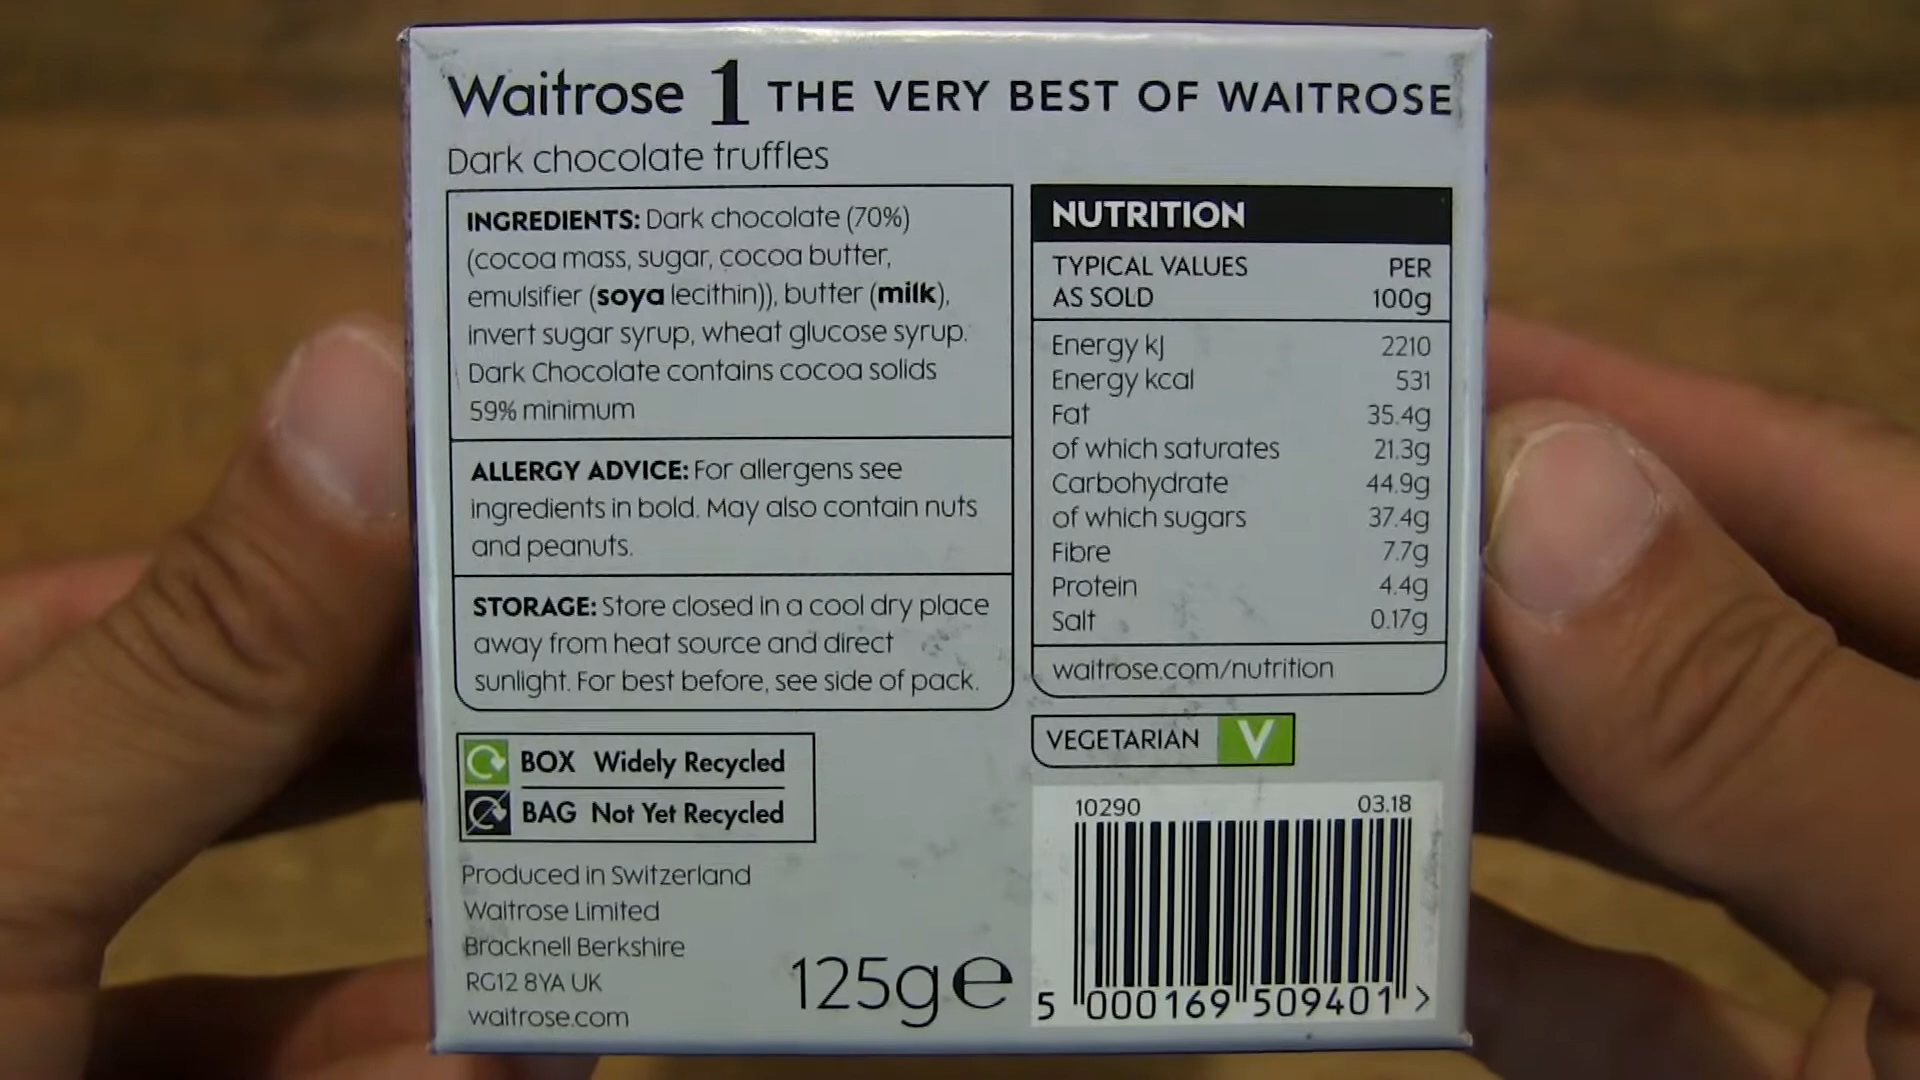 Waitrose 1 THE VERY BEST OF WAITROSE
Dark chocolate truffles
INGREDIENTS: Dark chocolate (70%)
(cocoa mass, sugar, cocoa butter,
emulsifier (soya lecithin)), butter (milk),
invert sugar syrup, wheat glucose syrup.
Dark Chocolate contains cocoa solids
59% minimum
ALLERGY ADVICE: For allergens see
ingredients in bold. May also contain nuts
and peanuts.
STORAGE: Store closed in a cool dry place
away from heat source and direct
sunlight. For best before, see side of pack.
NUTRITION
TYPICAL VALUES PER
AS SOLD 100g
Energy kJ 2210
Energy kcal 531
Fat 35.4g
of which saturates 21.3g
Carbohydrate 44.9g
of which sugars 37.4g
Fibre 7.7g
Protein 4.4g
Salt 0.17g
waitrose.com/nutrition
VEGETARIAN V
BOX Widely Recycled
BAG Not Yet Recycled
Produced in Switzerland
Waitrose Limited
Bracknell Berkshire
RG12 8YA UK
waitrose.com
125g e
10290 03.18
5 000169 509401 >